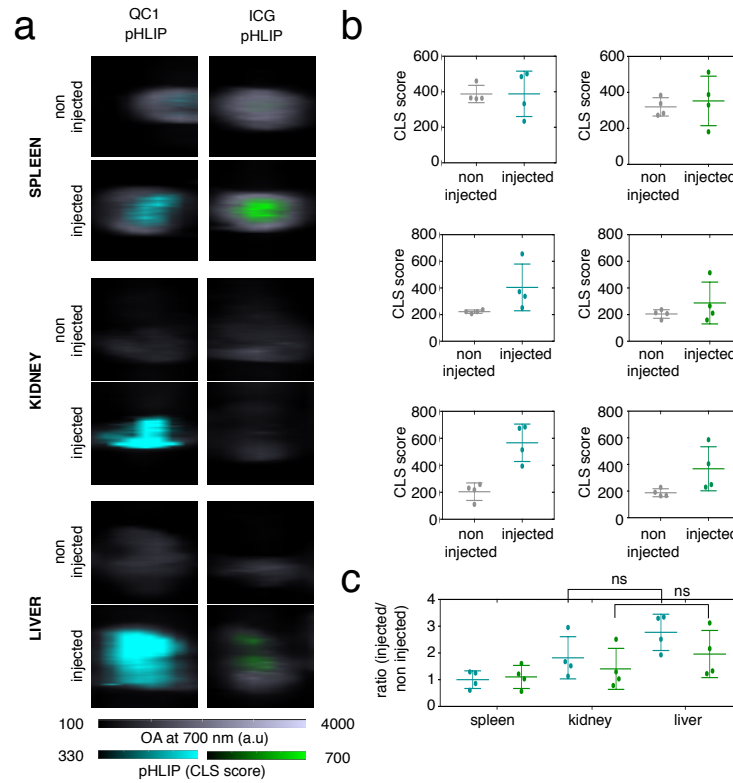 a
QC1
pHLIP
ICG
pHLIP
SPLEEN
non
injected
injected
KIDNEY
non
injected
injected
LIVER
non
injected
injected
100
4000
OA at 700 nm (a.u)
330
700
pHLIP (CLS score)
b
CLS score
600
400
200
0
non
injected
injected
CLS score
600
400
200
0
non
injected
injected
CLS score
800
600
400
200
0
non
injected
injected
CLS score
800
600
400
200
0
non
injected
injected
CLS score
800
600
400
200
0
non
injected
injected
CLS score
800
600
400
200
0
non
injected
injected
c
ns
ns
ratio (injected/
non injected)
4
3
2
1
0
spleen
kidney
liver